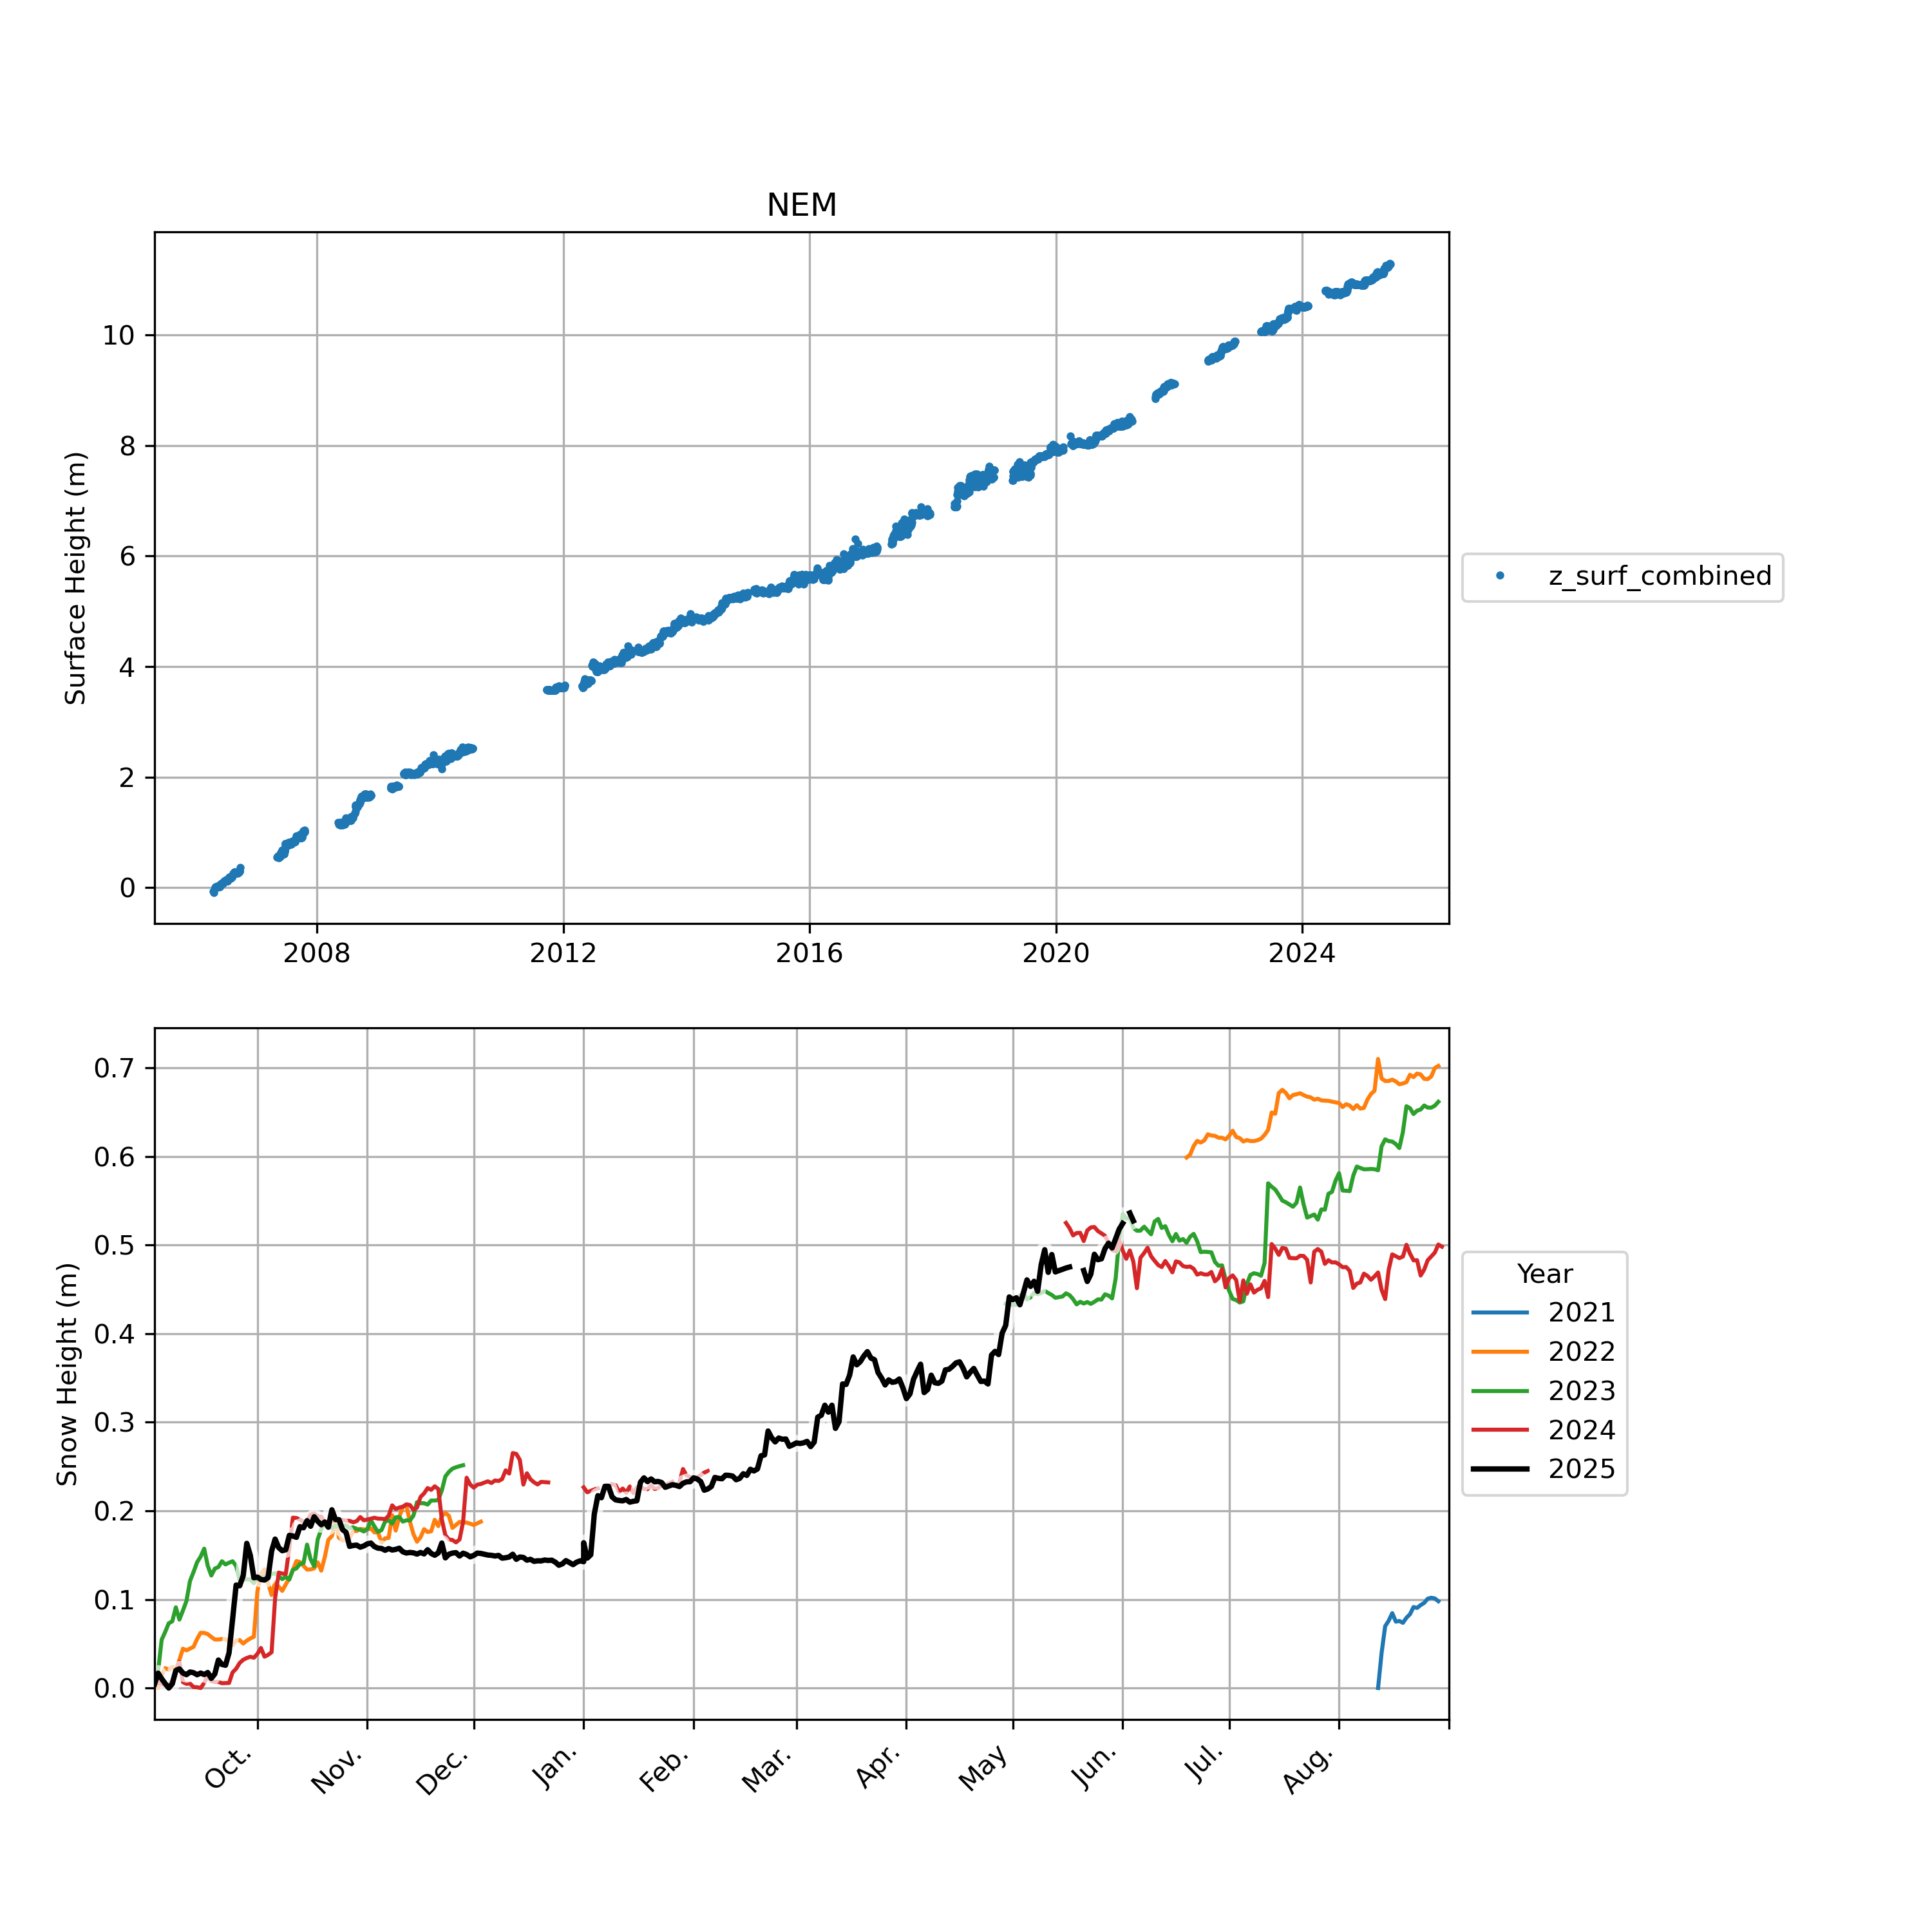 NEM
Surface Height (m)
10
8
6
4
2
0
2008 2012 2016 2020 2024
z_surf_combined
Snow Height (m)
0.7
0.6
0.5
0.4
0.3
0.2
0.1
0.0
Oct. Nov. Dec. Jan. Feb. Mar. Apr. May Jun. Jul. Aug.
Year
2021
2022
2023
2024
2025